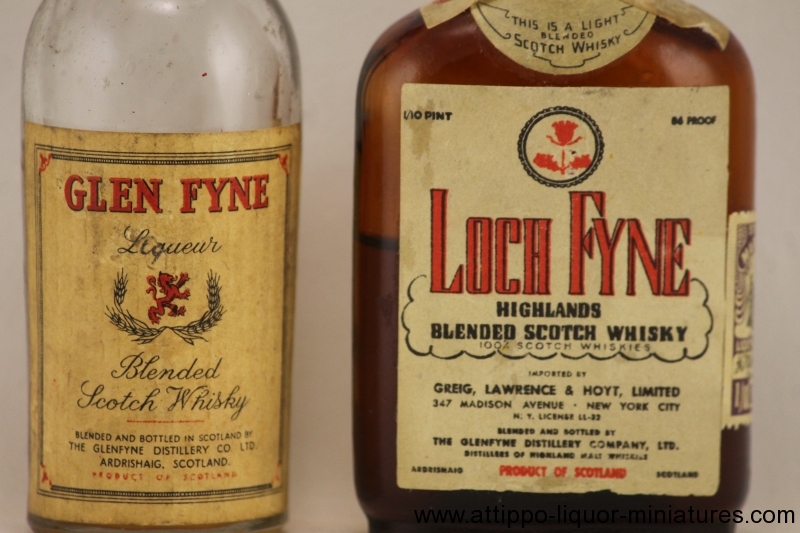 GLEN FYNE
Liqueur
Blended
Scotch Whisky
BLENDED AND BOTTLED IN SCOTLAND BY
THE GLENFYNE DISTILLERY CO. LTD.
ARDRISHAIG, SCOTLAND.
PRODUCT OF SCOTLAND
THIS IS A LIGHT
BLENDED
SCOTCH WHISKY
1/10 PINT
86 PROOF
LOCH FYNE
HIGHLANDS
BLENDED SCOTCH WHISKY
100% SCOTCH WHISKIES
IMPORTED BY
GREIG, LAWRENCE & HOYT, LIMITED
347 MADISON AVENUE · NEW YORK CITY
N. Y. LICENSE LL-22
BLENDED AND BOTTLED BY
THE GLENFYNE DISTILLERY COMPANY, LTD.
DISTILLERS OF HIGHLAND MALT WHISKIES
ARDRISHAIG PRODUCT OF SCOTLAND SCOTLAND
www.attippo-liquor-miniatures.com